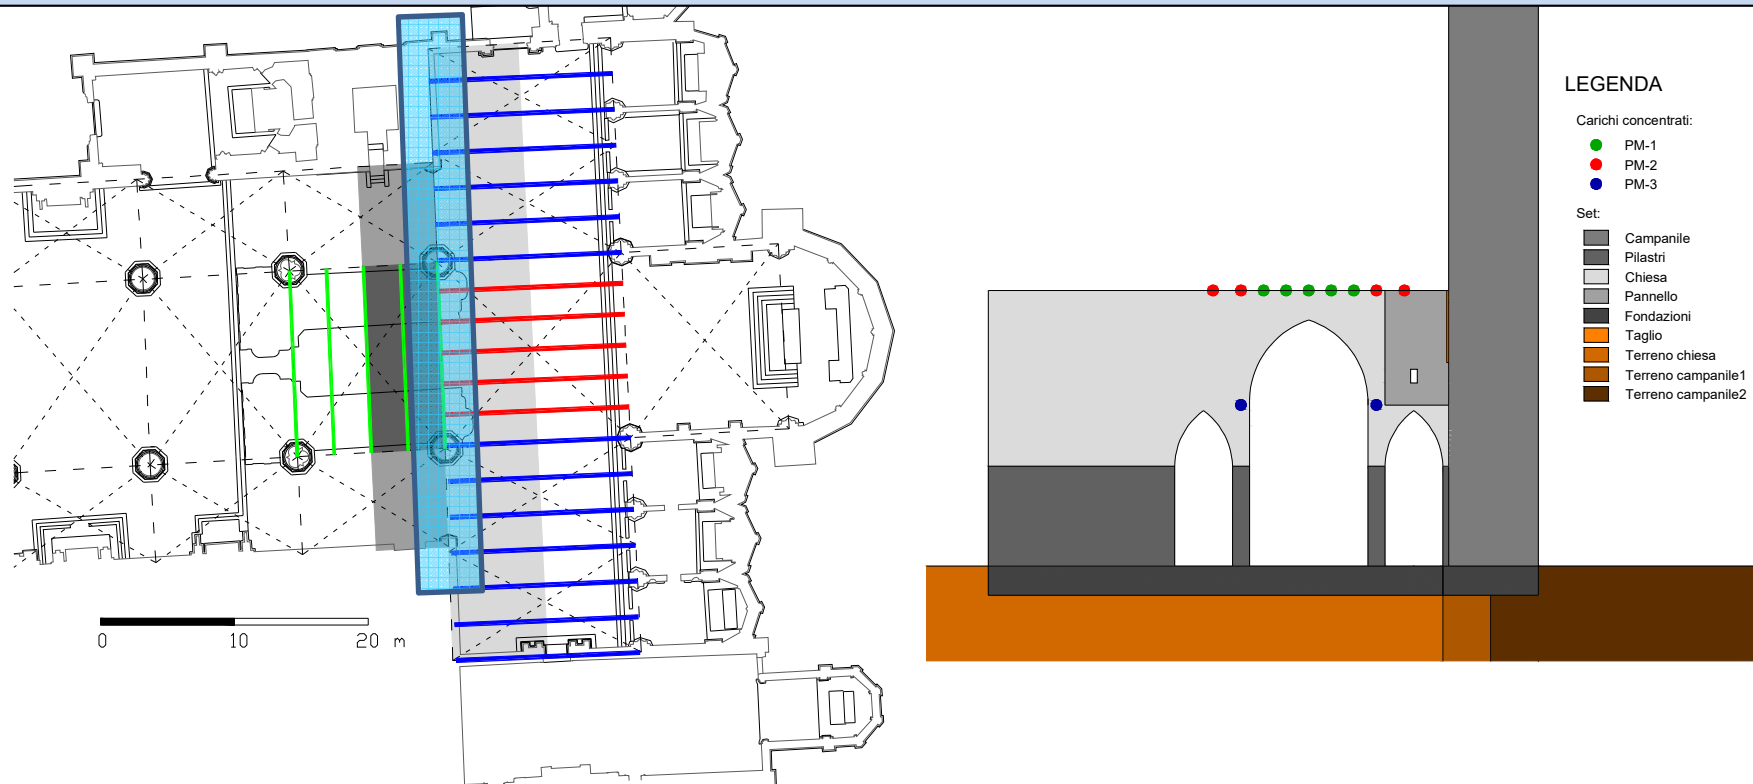 LEGENDA
Carichi concentrati:
PM-1
PM-2
PM-3
Set:
Campanile
Pilastri
Chiesa
Pannello
Fondazioni
Taglio
Terreno chiesa
Terreno campanile1
Terreno campanile2
0 10 20 m